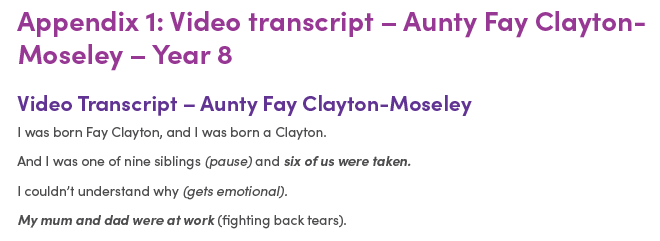 Appendix 1: Video transcript – Aunty Fay Clayton-
Moseley – Year 8
Video Transcript – Aunty Fay Clayton-Moseley
I was born Fay Clayton, and I was born a Clayton.
And I was one of nine siblings (pause) and six of us were taken.
I couldn’t understand why (gets emotional).
My mum and dad were at work (fighting back tears).